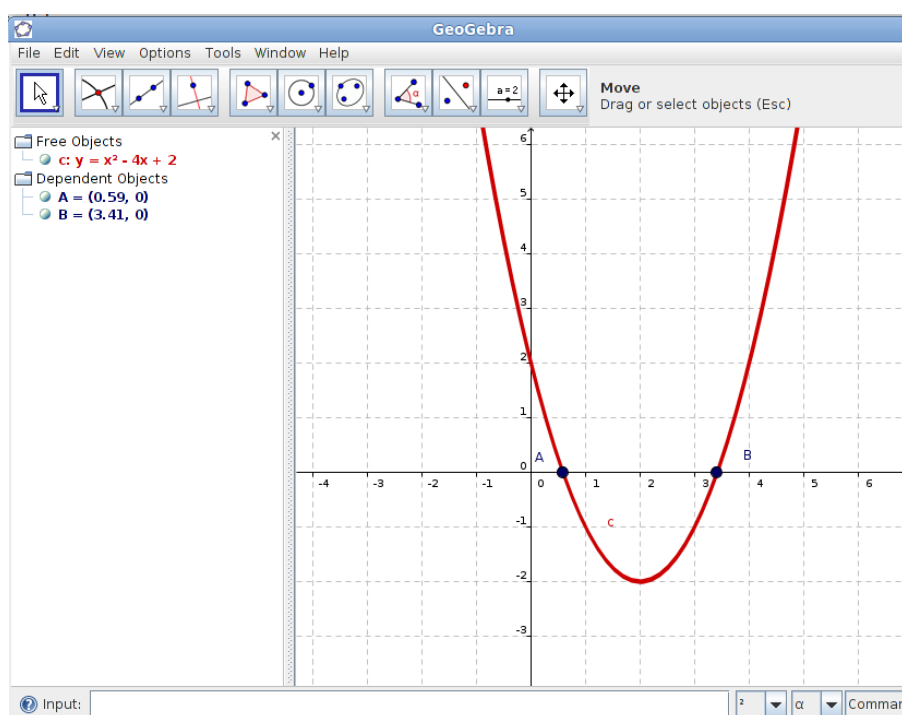 GeoGebra
File Edit View Options Tools Window Help
α
a = 2
Move
Drag or select objects (Esc)
Free Objects
c: y = x² - 4x + 2
Dependent Objects
A = (0.59, 0)
B = (3.41, 0)
6
5
4
3
2
1
0
-1
-2
-3
-4 -3 -2 -1 0 1 2 3 4 5 6
A
B
c
Input:
² α Comman